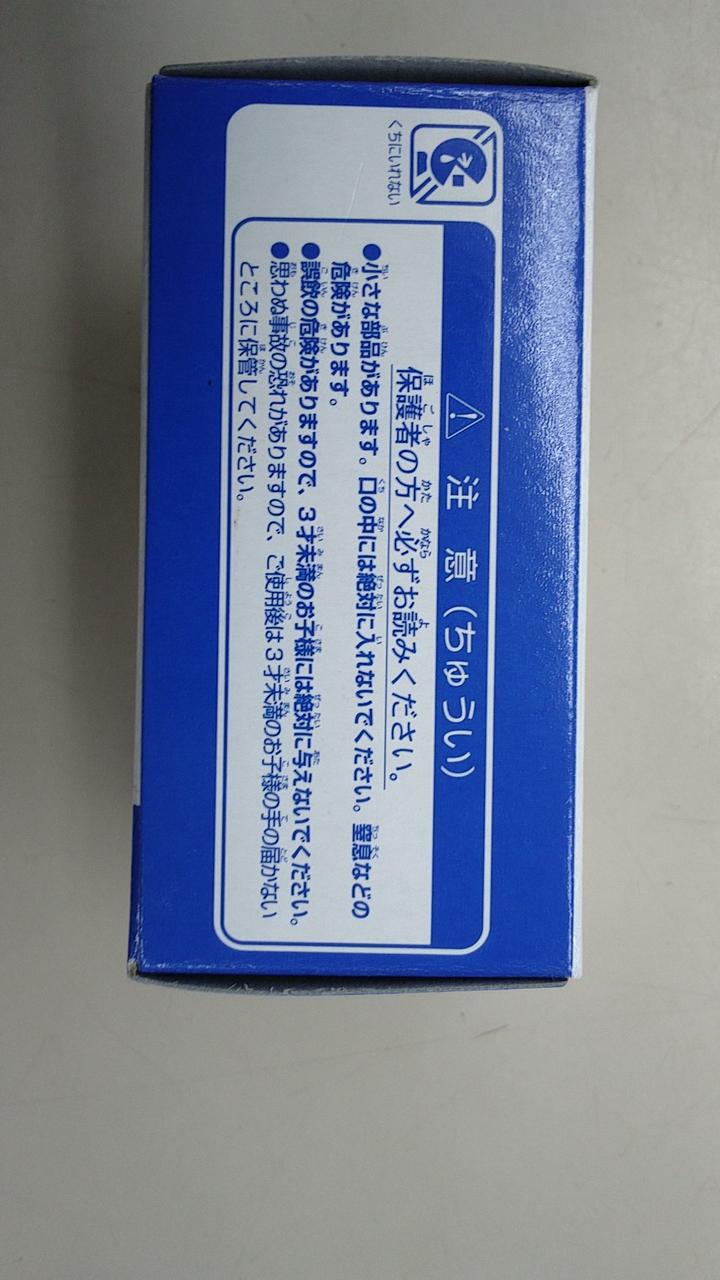 くちにいれない
⚠ 注意(ちゅうい)
保護者の方へ必ずお読みください。
●小さな部品があります。口の中には絶対に入れないでください。窒息などの
危険があります。
●誤飲の危険がありますので、3才未満のお子様には絶対に与えないでください。
●思わぬ事故の恐れがありますので、ご使用後は3才未満のお子様の手の届かない
ところに保管してください。